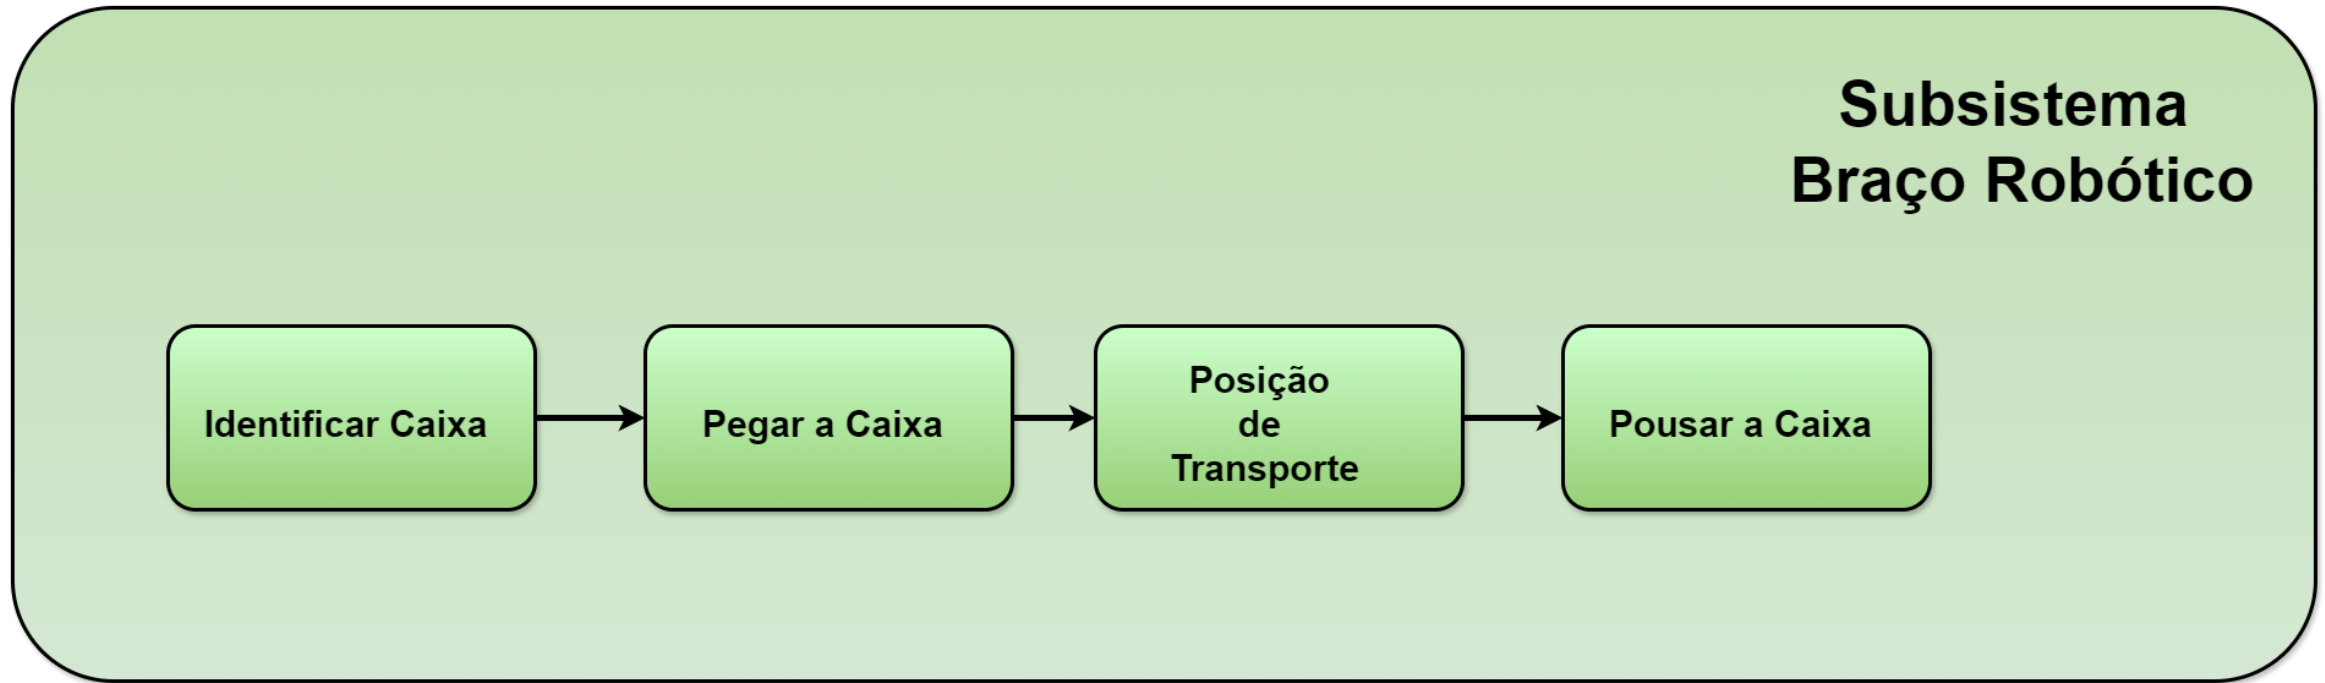 Subsistema
Braço Robótico
Identificar Caixa
Pegar a Caixa
Posição
de
Transporte
Pousar a Caixa